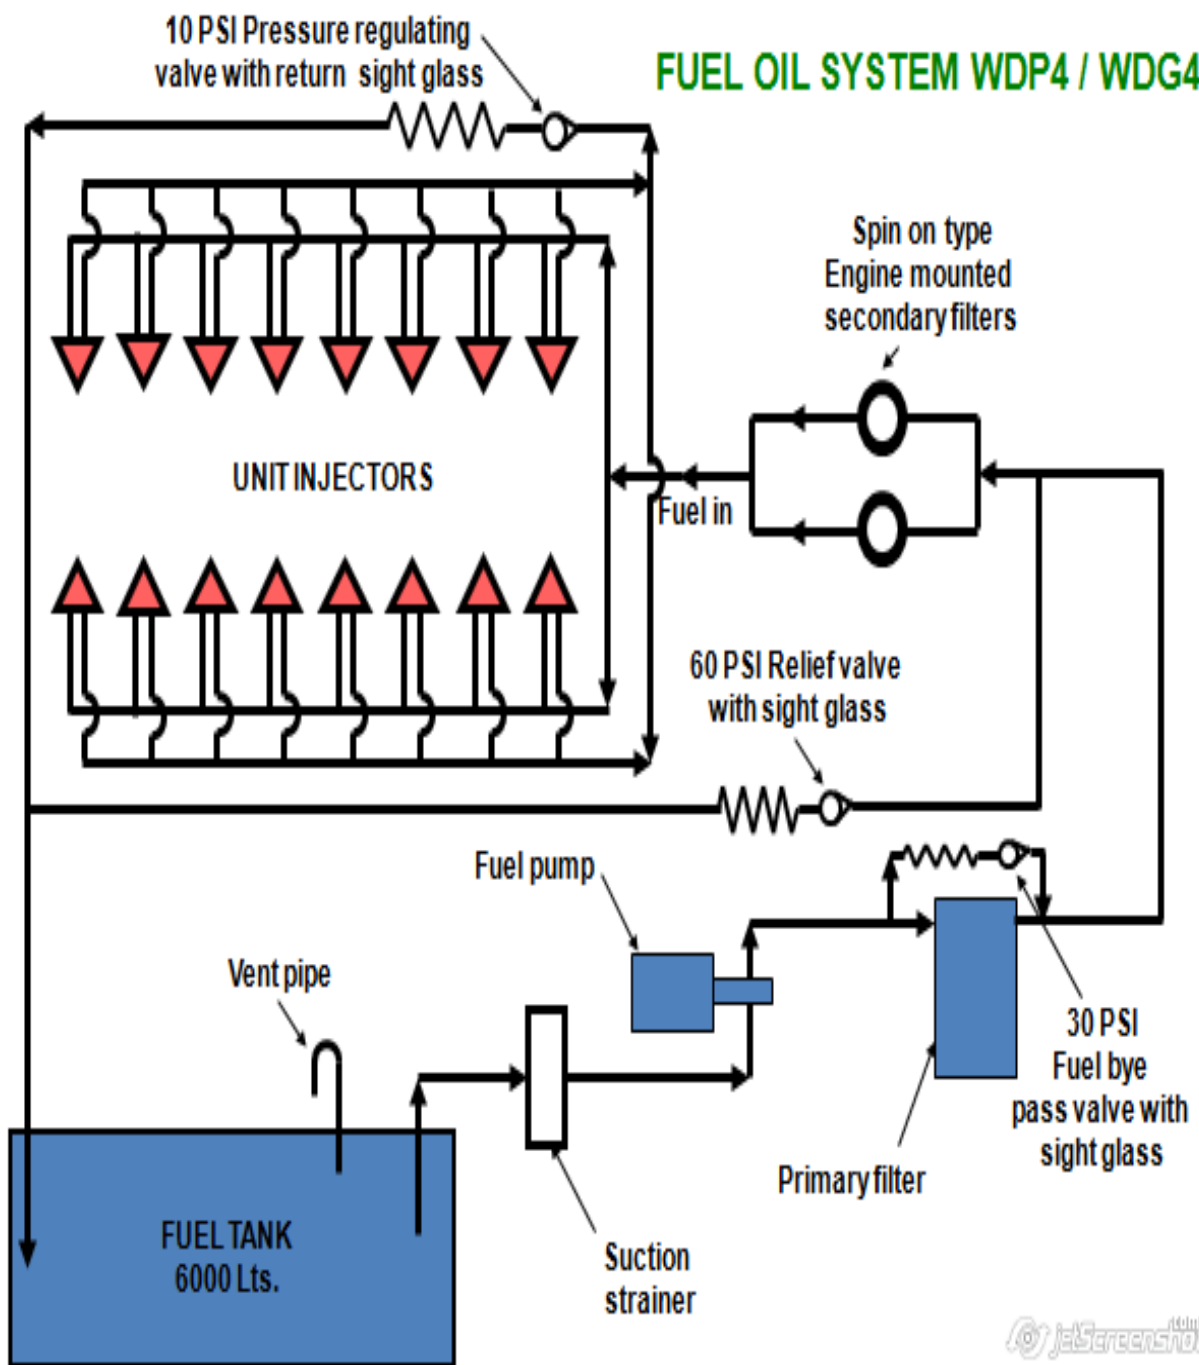 10 PSI Pressure regulating
valve with return sight glass
FUEL OIL SYSTEM WDP4 / WDG4
Spin on type
Engine mounted
secondary filters
UNIT INJECTORS
Fuel in
60 PSI Relief valve
with sight glass
Fuel pump
Vent pipe
30 PSI
Fuel bye
pass valve with
sight glass
Primary filter
FUEL TANK
6000 Lts.
Suction
strainer